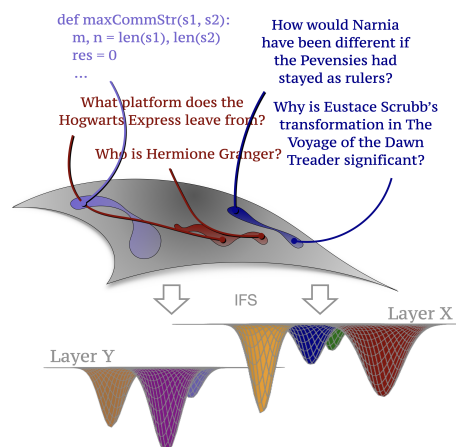 def maxCommStr(s1, s2):
m, n = len(s1), len(s2)
res = 0
...
How would Narnia
have been different if
the Pevensies had
stayed as rulers?
What platform does the
Hogwarts Express leave from?
Why is Eustace Scrubb's
transformation in The
Voyage of the Dawn
Treader significant?
Who is Hermione Granger?
IFS
Layer X
Layer Y